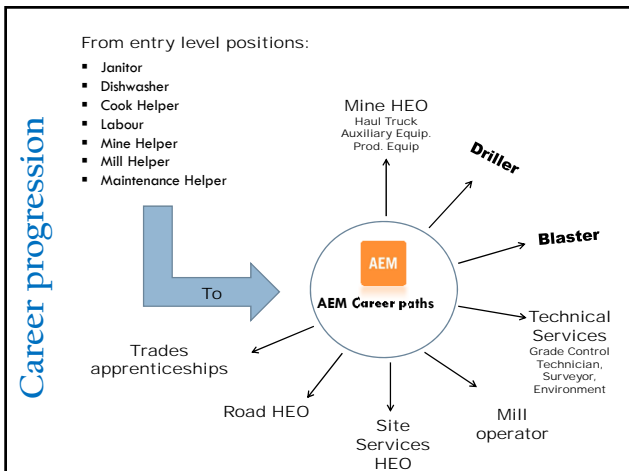 Career progression
From entry level positions:
Janitor
Dishwasher
Cook Helper
Labour
Mine Helper
Mill Helper
Maintenance Helper
To
AEM
AEM Career paths
Mine HEO
Haul Truck
Auxiliary Equip.
Prod. Equip
Driller
Blaster
Technical
Services
Grade Control
Technician,
Surveyor,
Environment
Mill
operator
Site
Services
HEO
Road HEO
Trades
apprenticeships